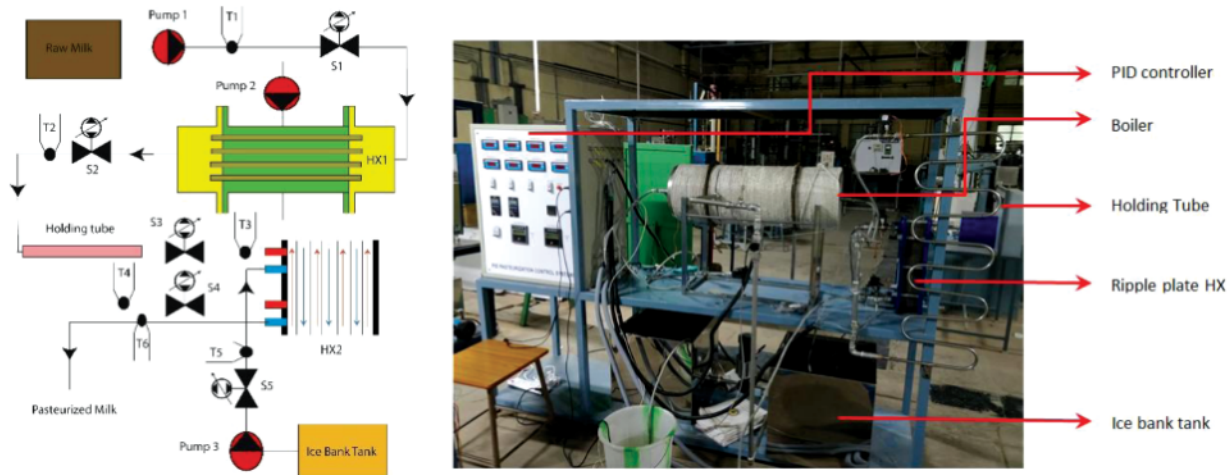 Raw Milk
Pump 1
T1
S1
Pump 2
T2
S2
HX1
Holding tube
S3
T3
T4
S4
T6
HX2
T5
S5
Pasteurized Milk
Pump 3
Ice Bank Tank
PID controller
Boiler
Holding Tube
Ripple plate HX
Ice bank tank